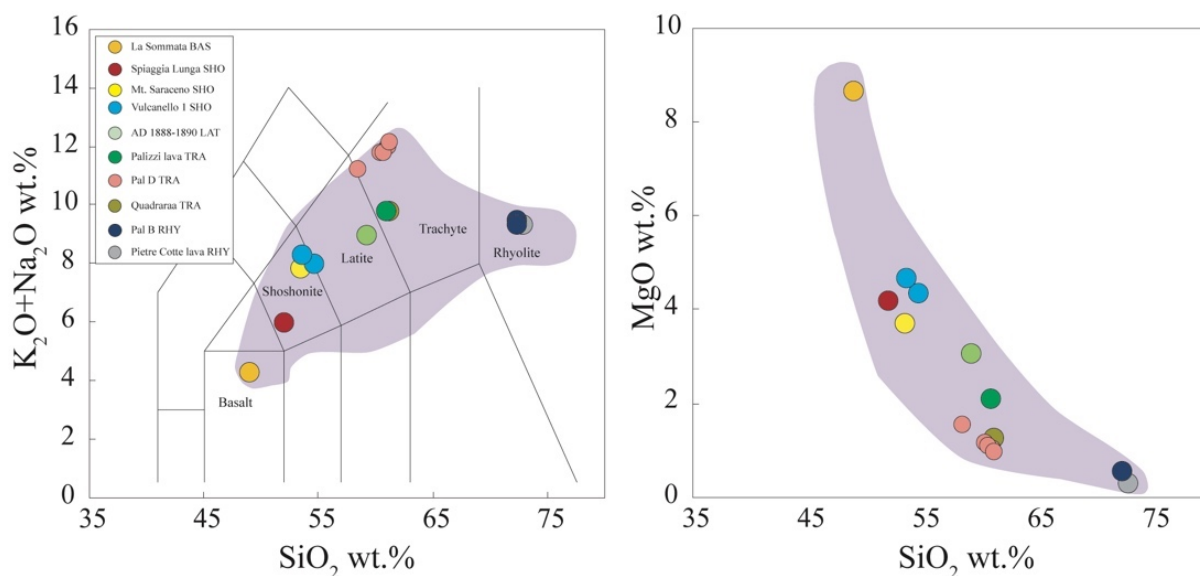 16
14
12
10
8
6
4
2
0
K₂O+Na₂O wt.%
La Sommata BAS
Spiaggia Lunga SHO
Mt. Saraceno SHO
Vulcanello 1 SHO
AD 1888-1890 LAT
Palizzi lava TRA
Pal D TRA
Quadraraa TRA
Pal B RHY
Pietre Cotte lava RHY
Trachyte
Rhyolite
Latite
Shoshonite
Basalt
35 45 55 65 75
SiO₂ wt.%
10
8
6
4
2
0
MgO wt.%
35 45 55 65 75
SiO₂ wt.%